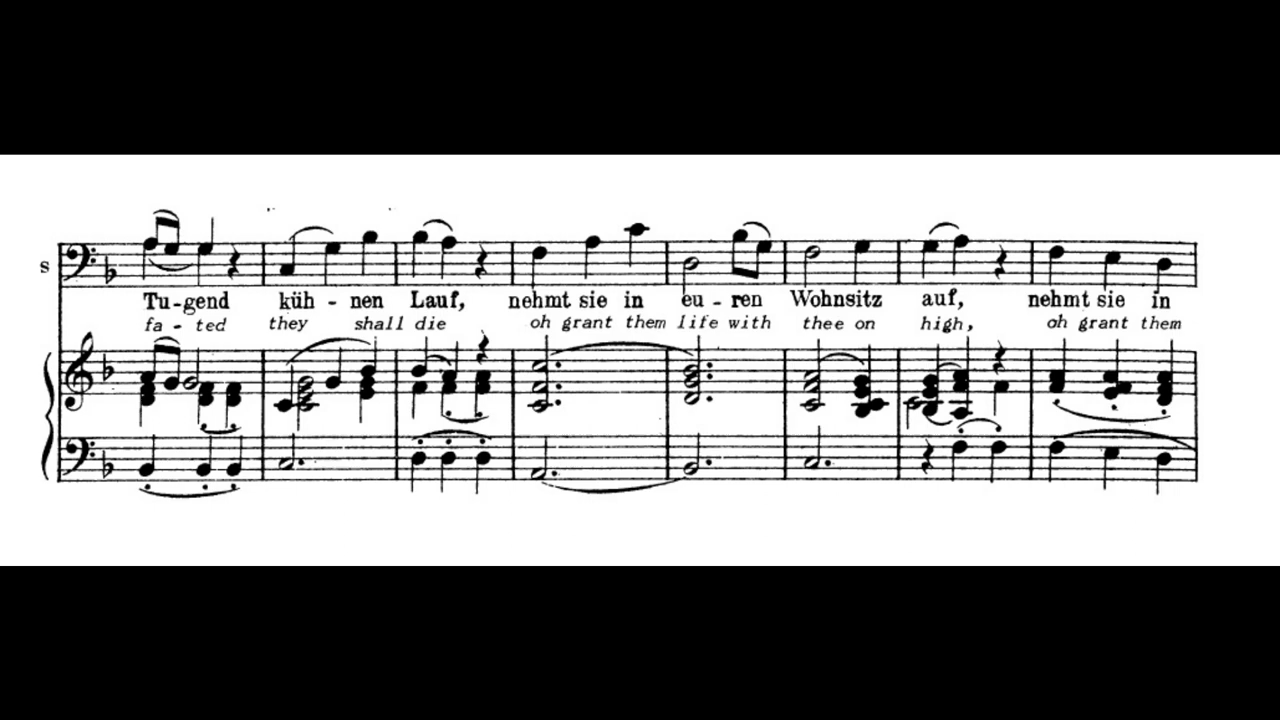 s
Tu-gend küh-nen Lauf, nehmt sie in eu-ren Wohnsitz auf, nehmt sie in
fa-ted they shall die oh grant them life with thee on high, oh grant them